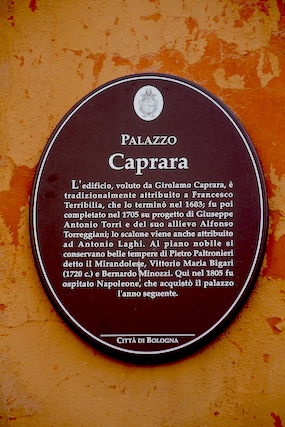 PALAZZO
Caprara
L'edificio, voluto da Girolamo Caprara, è
tradizionalmente attribuito a Francesco
Terribilia, che lo terminò nel 1603; fu poi
completato nel 1705 su progetto di Giuseppe
Antonio Torri e del suo allievo Alfonso
Torreggiani; lo scalone viene anche attribuito
ad Antonio Laghi. Al piano nobile si
conservano belle tempere di Pietro Paltronieri
detto il Mirandolese, Vittorio Maria Bigari
(1720 c.) e Bernardo Minozzi. Qui nel 1805 fu
ospitato Napoleone, che acquistò il palazzo
l'anno seguente.
CITTÀ DI BOLOGNA